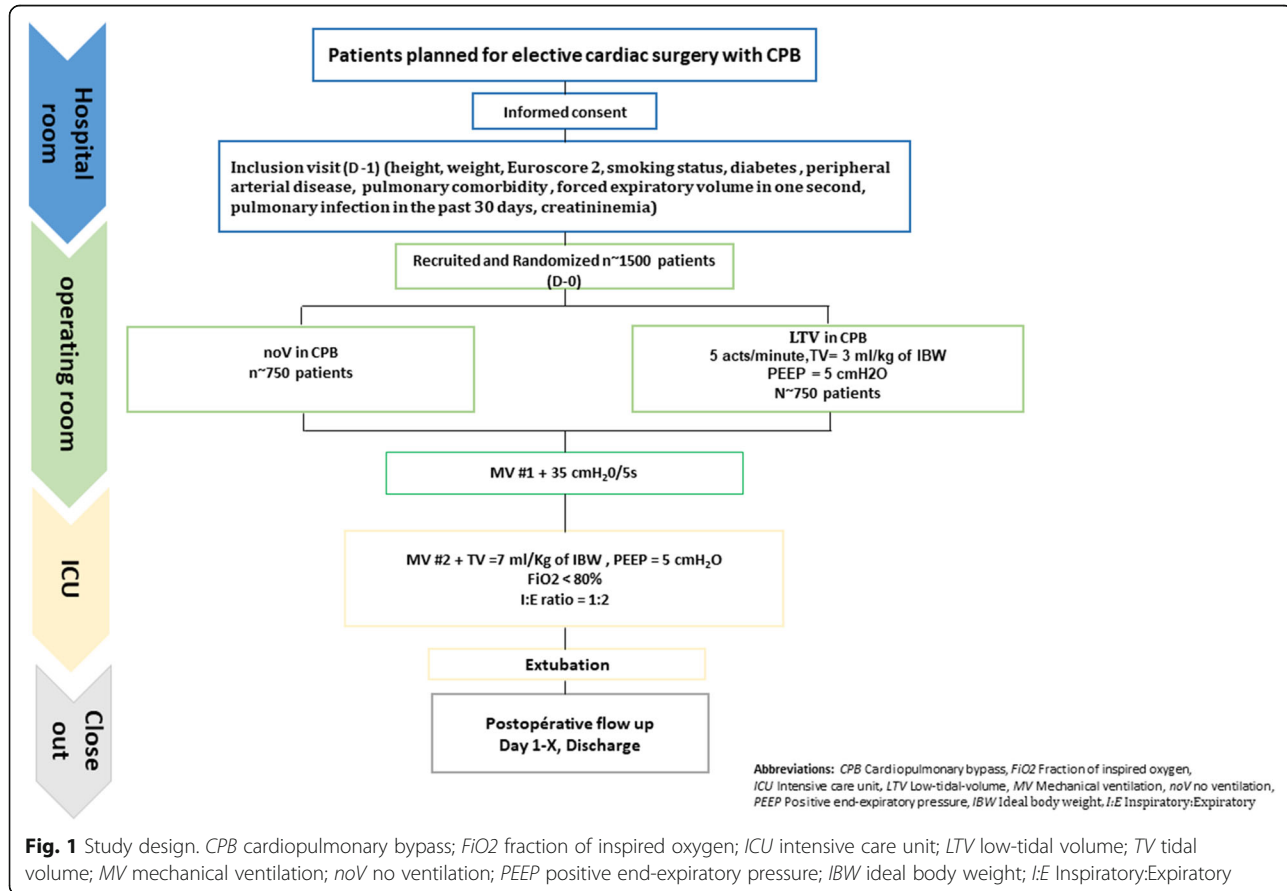 Hospital
room
operating room
ICU
Close
out
Patients planned for elective cardiac surgery with CPB
Informed consent
Inclusion visit (D-1) (height, weight, Euroscore 2, smoking status, diabetes , peripheral
arterial disease, pulmonary comorbidity , forced expiratory volume in one second,
pulmonary infection in the past 30 days, creatininemia)
Recruited and Randomized n~1500 patients
(D-0)
noV in CPB
n~750 patients
LTV in CPB
5 acts/minute,TV= 3 ml/kg of IBW
PEEP = 5 cmH2O
N~750 patients
MV #1 + 35 cmH₂0/5s
MV #2 + TV =7 ml/Kg of IBW , PEEP = 5 cmH₂O
FiO2 < 80%
I:E ratio = 1:2
Extubation
Postopérative flow up
Day 1-X, Discharge
Abbreviations: CPB Cardiopulmonary bypass, FiO2 Fraction of inspired oxygen,
ICU Intensive care unit, LTV Low-tidal-volume, MV Mechanical ventilation, noV no ventilation,
PEEP Positive end-expiratory pressure, IBW Ideal body weight, I:E Inspiratory:Expiratory
Fig. 1 Study design. CPB cardiopulmonary bypass; FiO2 fraction of inspired oxygen; ICU intensive care unit; LTV low-tidal volume; TV tidal
volume; MV mechanical ventilation; noV no ventilation; PEEP positive end-expiratory pressure; IBW ideal body weight; I:E Inspiratory:Expiratory